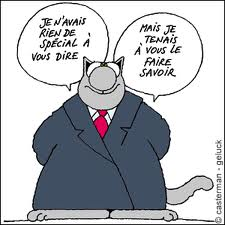 JE N'AVAIS
RIEN DE
SPÉCIAL À
VOUS DIRE
MAIS JE
TENAIS
À VOUS LE
FAIRE
SAVOIR
© casterman - geluck